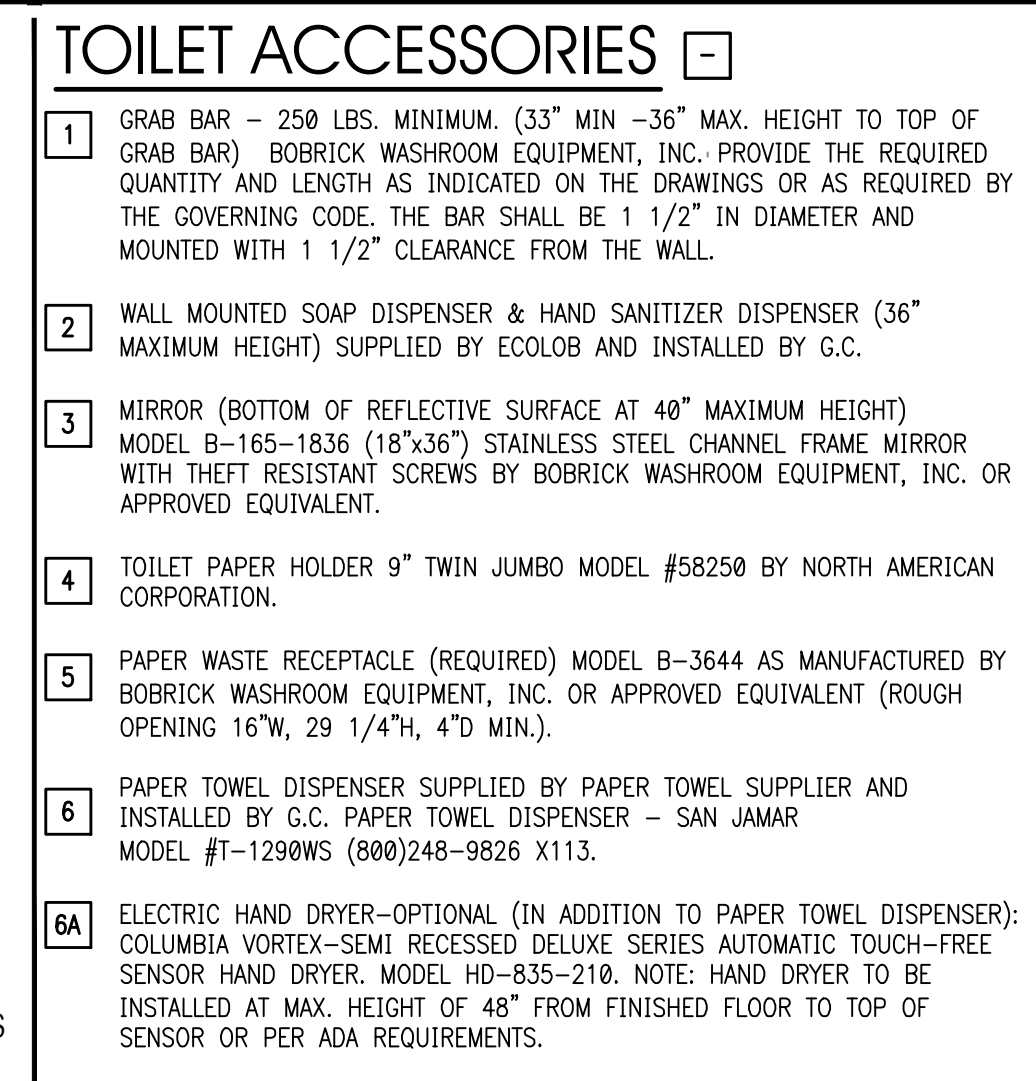 TOILET ACCESSORIES -
1 GRAB BAR – 250 LBS. MINIMUM. (33" MIN –36" MAX. HEIGHT TO TOP OF
GRAB BAR) BOBRICK WASHROOM EQUIPMENT, INC. PROVIDE THE REQUIRED
QUANTITY AND LENGTH AS INDICATED ON THE DRAWINGS OR AS REQUIRED BY
THE GOVERNING CODE. THE BAR SHALL BE 1 1/2" IN DIAMETER AND
MOUNTED WITH 1 1/2" CLEARANCE FROM THE WALL.
2 WALL MOUNTED SOAP DISPENSER & HAND SANITIZER DISPENSER (36"
MAXIMUM HEIGHT) SUPPLIED BY ECOLOB AND INSTALLED BY G.C.
3 MIRROR (BOTTOM OF REFLECTIVE SURFACE AT 40" MAXIMUM HEIGHT)
MODEL B–165–1836 (18"x36") STAINLESS STEEL CHANNEL FRAME MIRROR
WITH THEFT RESISTANT SCREWS BY BOBRICK WASHROOM EQUIPMENT, INC. OR
APPROVED EQUIVALENT.
4 TOILET PAPER HOLDER 9" TWIN JUMBO MODEL #58250 BY NORTH AMERICAN
CORPORATION.
5 PAPER WASTE RECEPTACLE (REQUIRED) MODEL B–3644 AS MANUFACTURED BY
BOBRICK WASHROOM EQUIPMENT, INC. OR APPROVED EQUIVALENT (ROUGH
OPENING 16"W, 29 1/4"H, 4"D MIN.).
6 PAPER TOWEL DISPENSER SUPPLIED BY PAPER TOWEL SUPPLIER AND
INSTALLED BY G.C. PAPER TOWEL DISPENSER – SAN JAMAR
MODEL #T–1290WS (800)248–9826 X113.
6A ELECTRIC HAND DRYER–OPTIONAL (IN ADDITION TO PAPER TOWEL DISPENSER):
COLUMBIA VORTEX–SEMI RECESSED DELUXE SERIES AUTOMATIC TOUCH–FREE
SENSOR HAND DRYER. MODEL HD–835–210. NOTE: HAND DRYER TO BE
INSTALLED AT MAX. HEIGHT OF 48" FROM FINISHED FLOOR TO TOP OF
SENSOR OR PER ADA REQUIREMENTS.